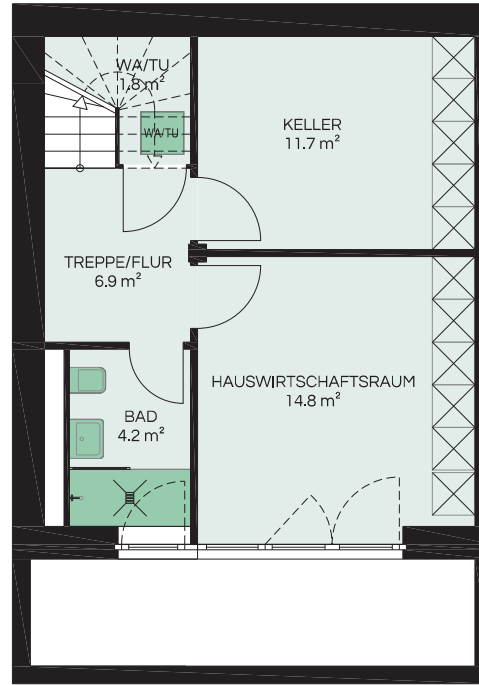 WA/TU
1.8 m²
WA/TU
KELLER
11.7 m²
TREPPE/FLUR
6.9 m²
HAUSWIRTSCHAFTSRAUM
14.8 m²
BAD
4.2 m²